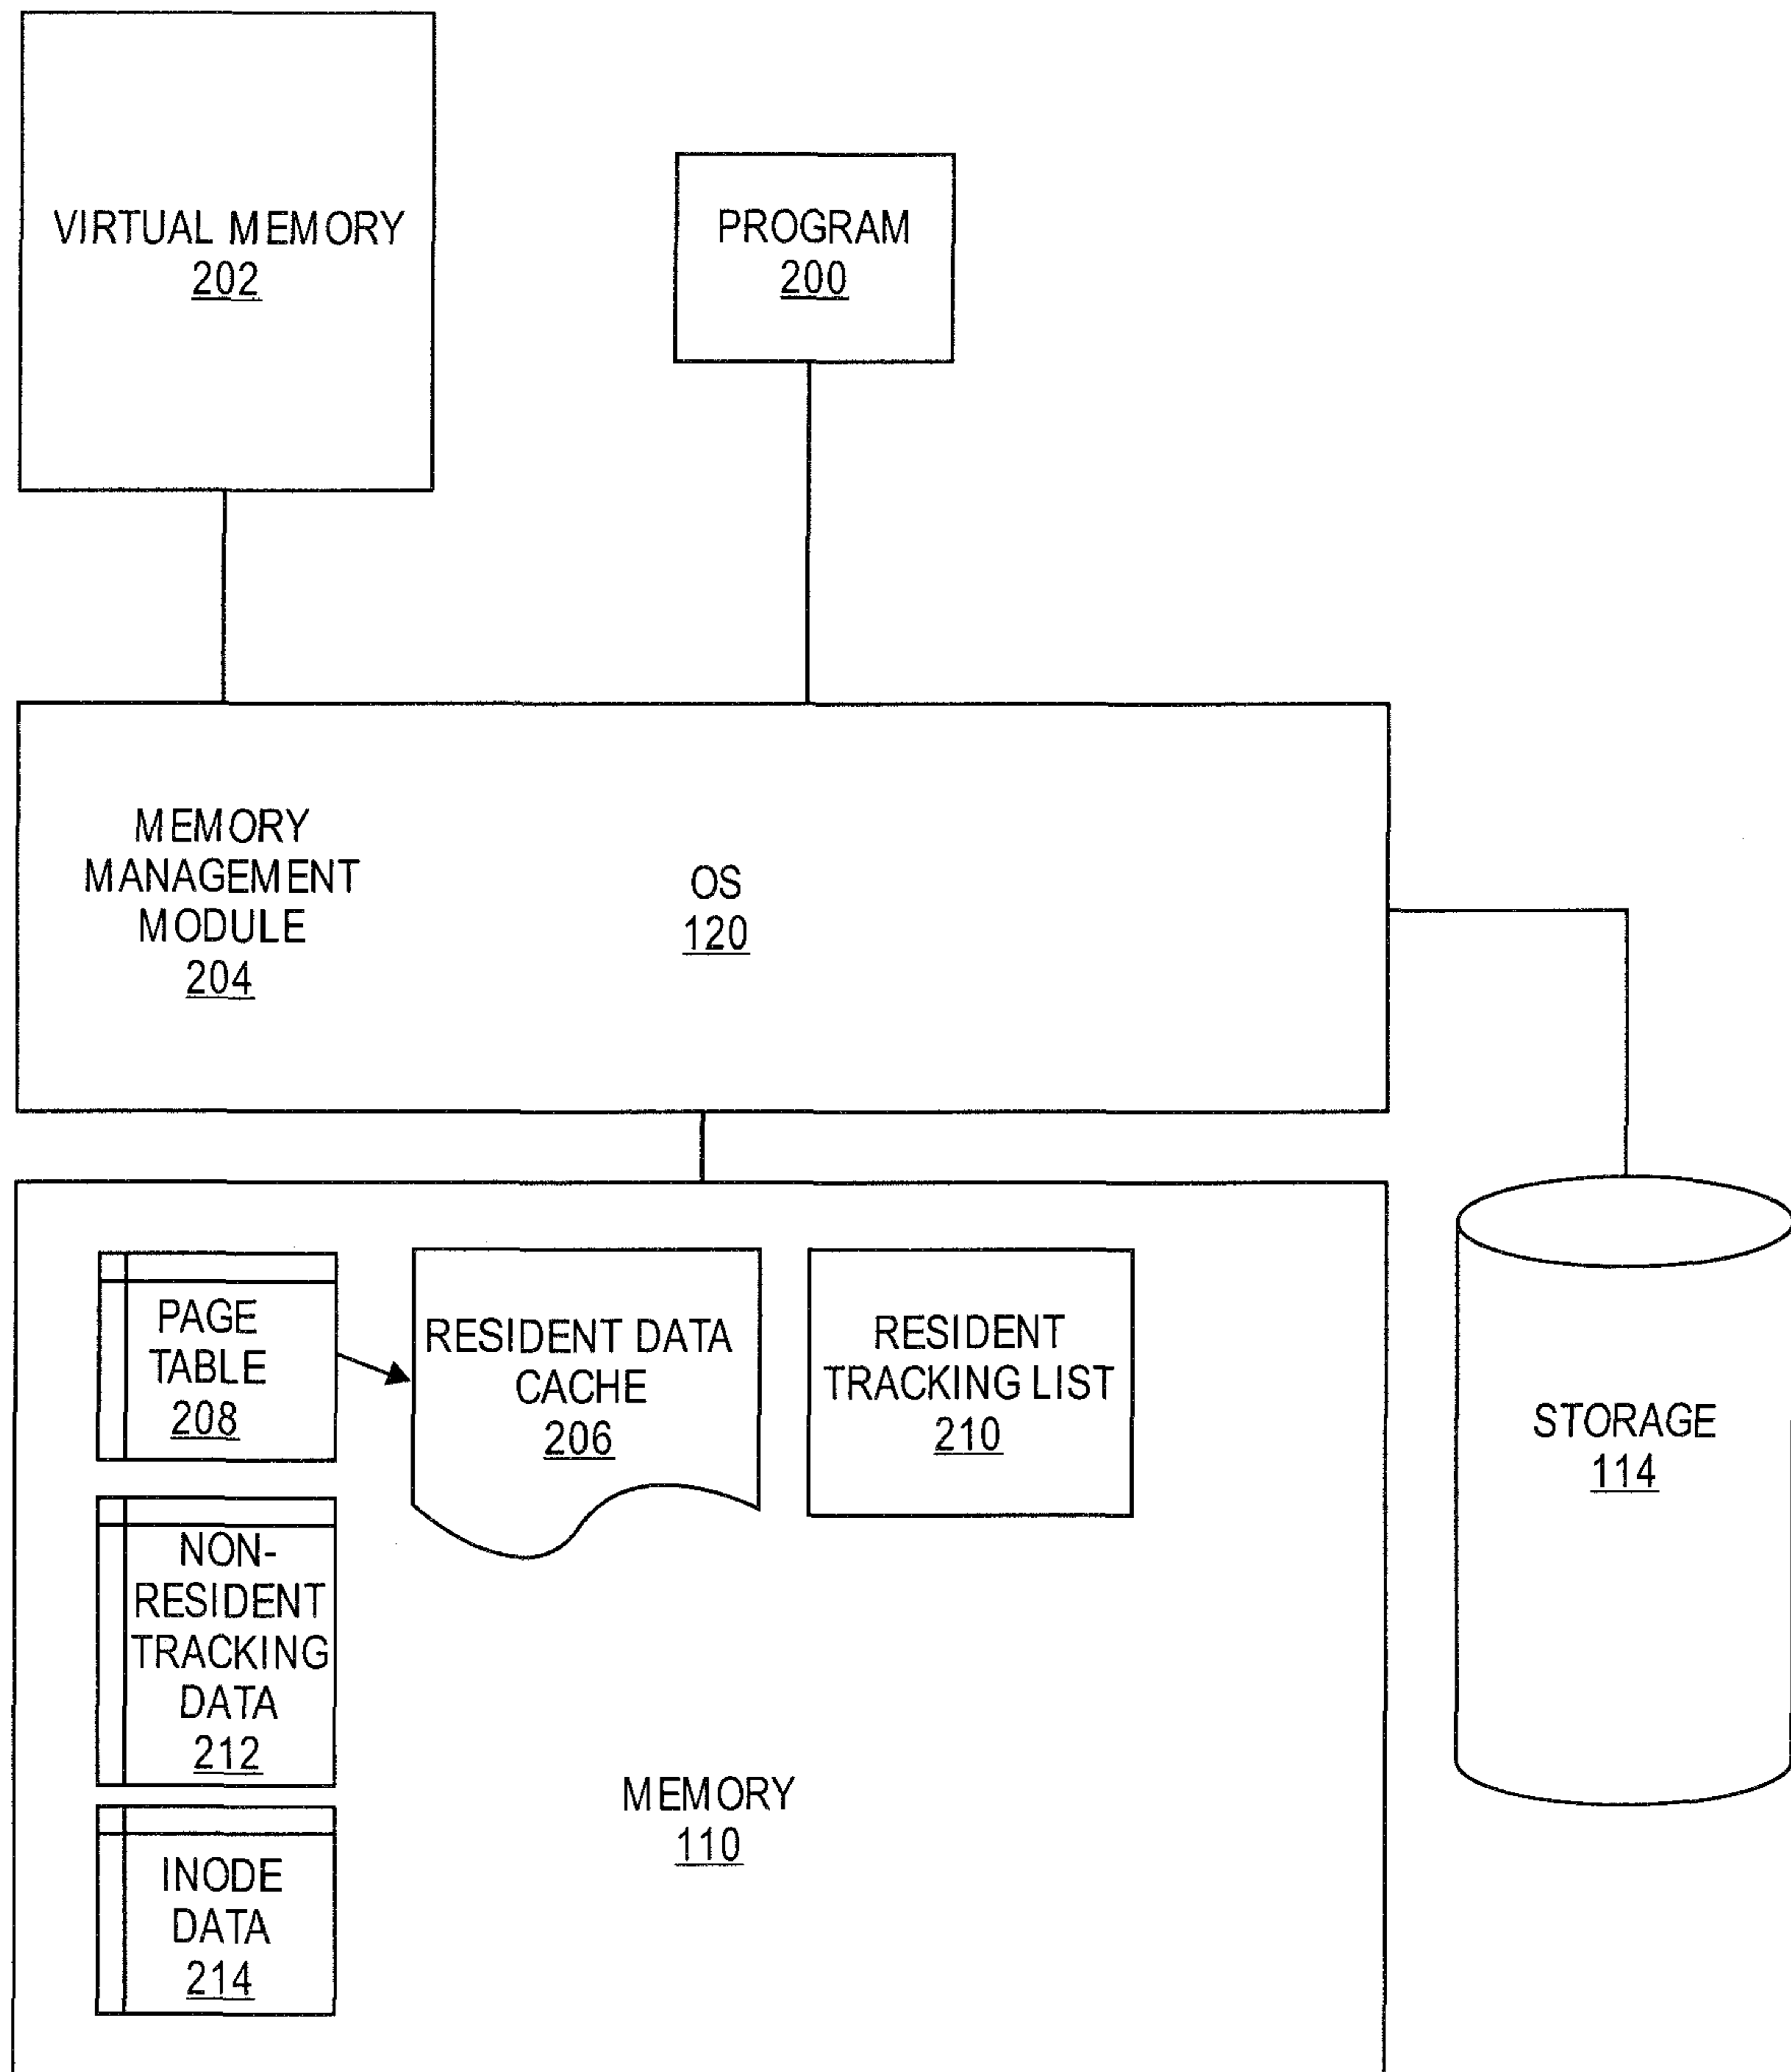 VIRTUAL MEMORY
202
PROGRAM
200
MEMORY
MANAGEMENT
MODULE
204
OS
120
PAGE
TABLE
208
RESIDENT DATA
CACHE
206
RESIDENT
TRACKING LIST
210
STORAGE
114
NON-
RESIDENT
TRACKING
DATA
212
MEMORY
110
INODE
DATA
214